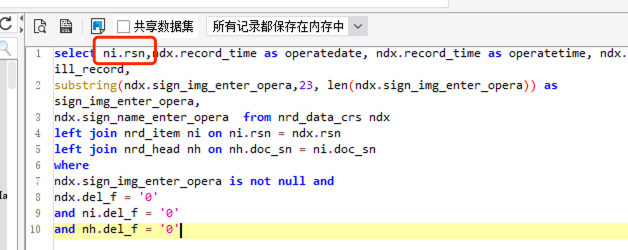 共享数据集 所有记录都保存在内存中
1 select ni.rsn,ndx.record_time as operatedate, ndx.record_time as operatetime, ndx.
ill_record,
2 substring(ndx.sign_img_enter_opera,23, len(ndx.sign_img_enter_opera)) as
sign_img_enter_opera,
3 ndx.sign_name_enter_opera  from nrd_data_crs ndx
4 left join nrd_item ni on ni.rsn = ndx.rsn
5 left join nrd_head nh on nh.doc_sn = ni.doc_sn
6 where
7 ndx.sign_img_enter_opera is not null and
8 ndx.del_f = '0'
9 and ni.del_f = '0'
10 and nh.del_f = '0'